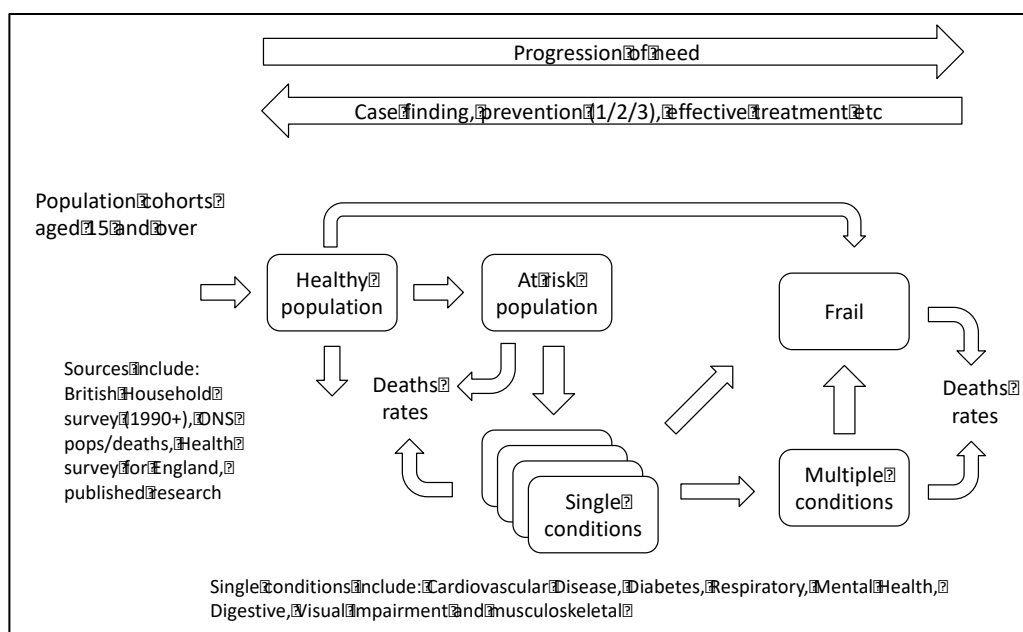 Progression of need
Case finding, prevention (1/2/3), effective treatment etc
Population cohorts
aged 15 and over
Healthy
population
At risk
population
Frail
Sources include:
British Household
survey (1990+), ONS
pops/deaths, Health
survey for England,
published research
Deaths
rates
Deaths
rates
Single
conditions
Multiple
conditions
Single conditions include: Cardiovascular Disease, Diabetes, Respiratory, Mental Health,
Digestive, Visual Impairment and musculoskeletal